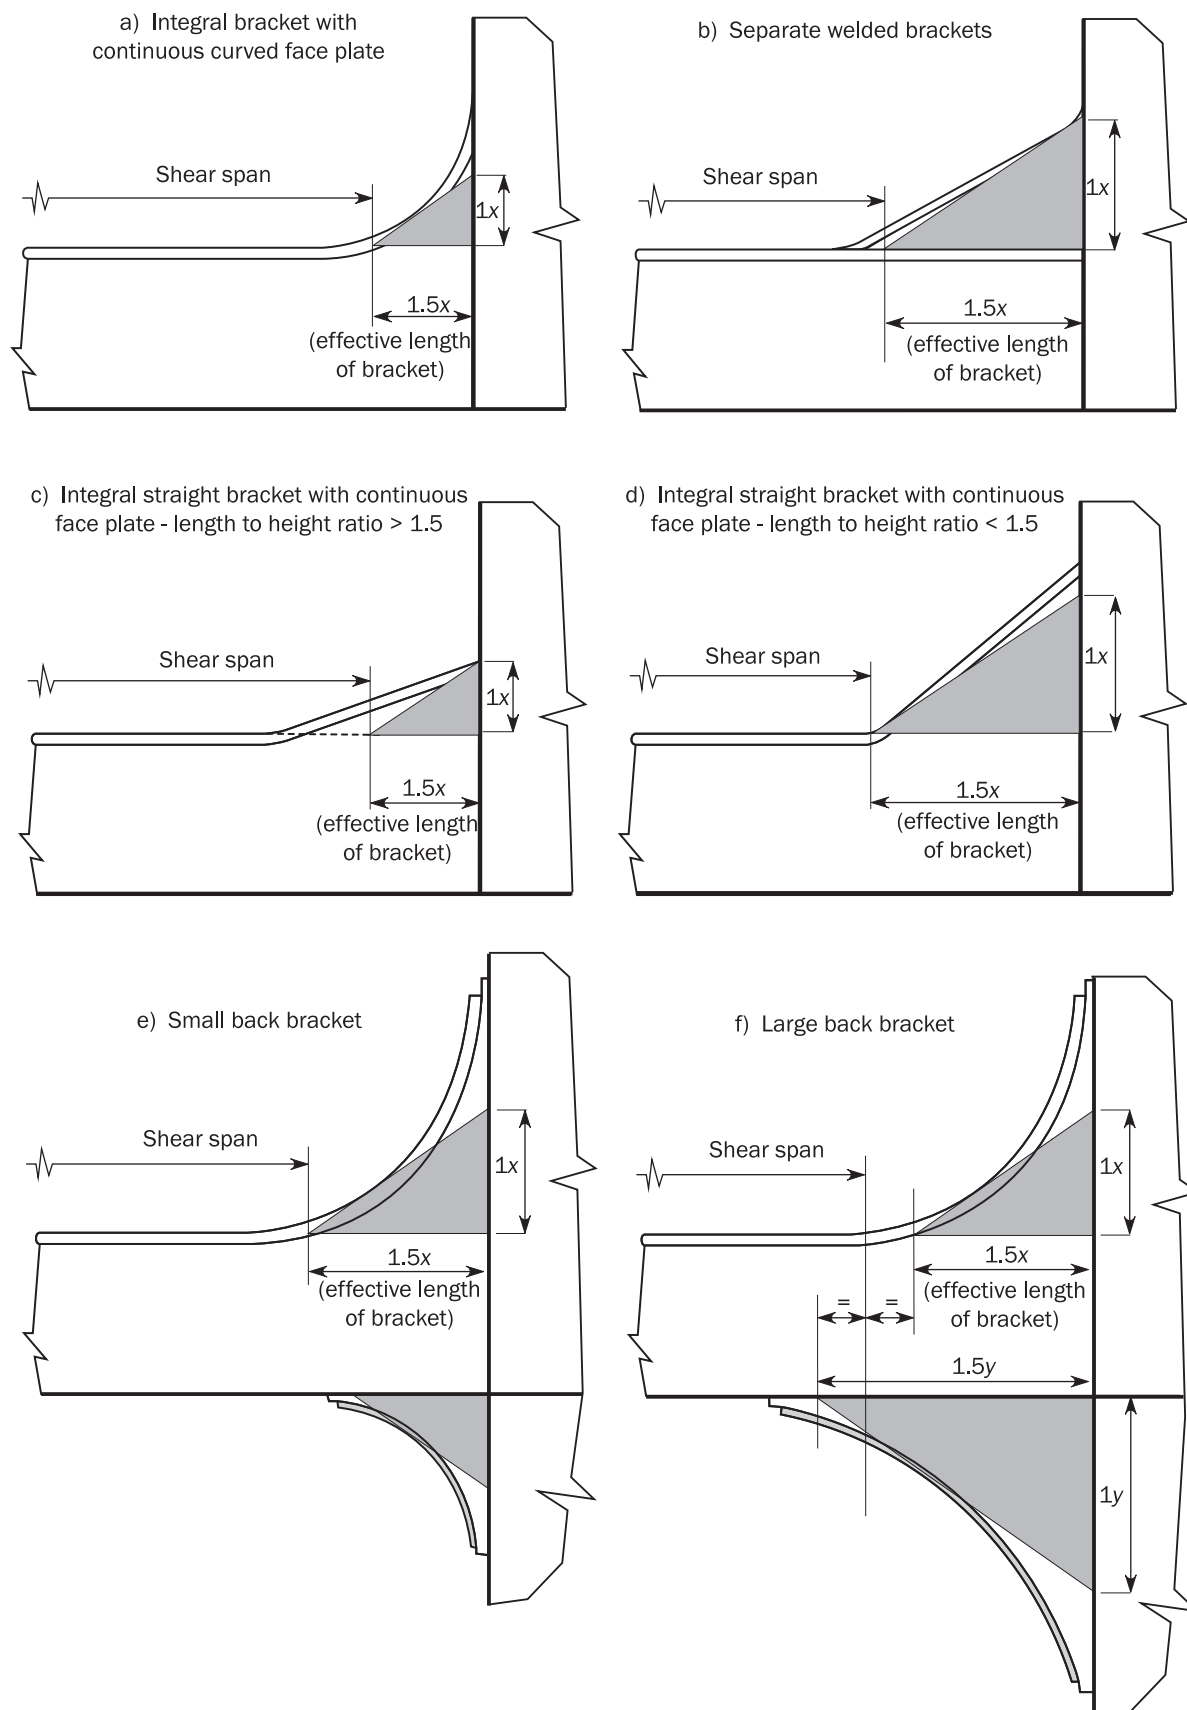 a) Integral bracket with
continuous curved face plate
Shear span
1x
1.5x
(effective length
of bracket)
b) Separate welded brackets
Shear span
1x
1.5x
(effective length
of bracket)
c) Integral straight bracket with continuous
face plate - length to height ratio > 1.5
Shear span
1x
1.5x
(effective length
of bracket)
d) Integral straight bracket with continuous
face plate - length to height ratio < 1.5
Shear span
1x
1.5x
(effective length
of bracket)
e) Small back bracket
Shear span
1x
1.5x
(effective length
of bracket)
f) Large back bracket
Shear span
1x
1.5x
(effective length
of bracket)
= =
1.5y
1y